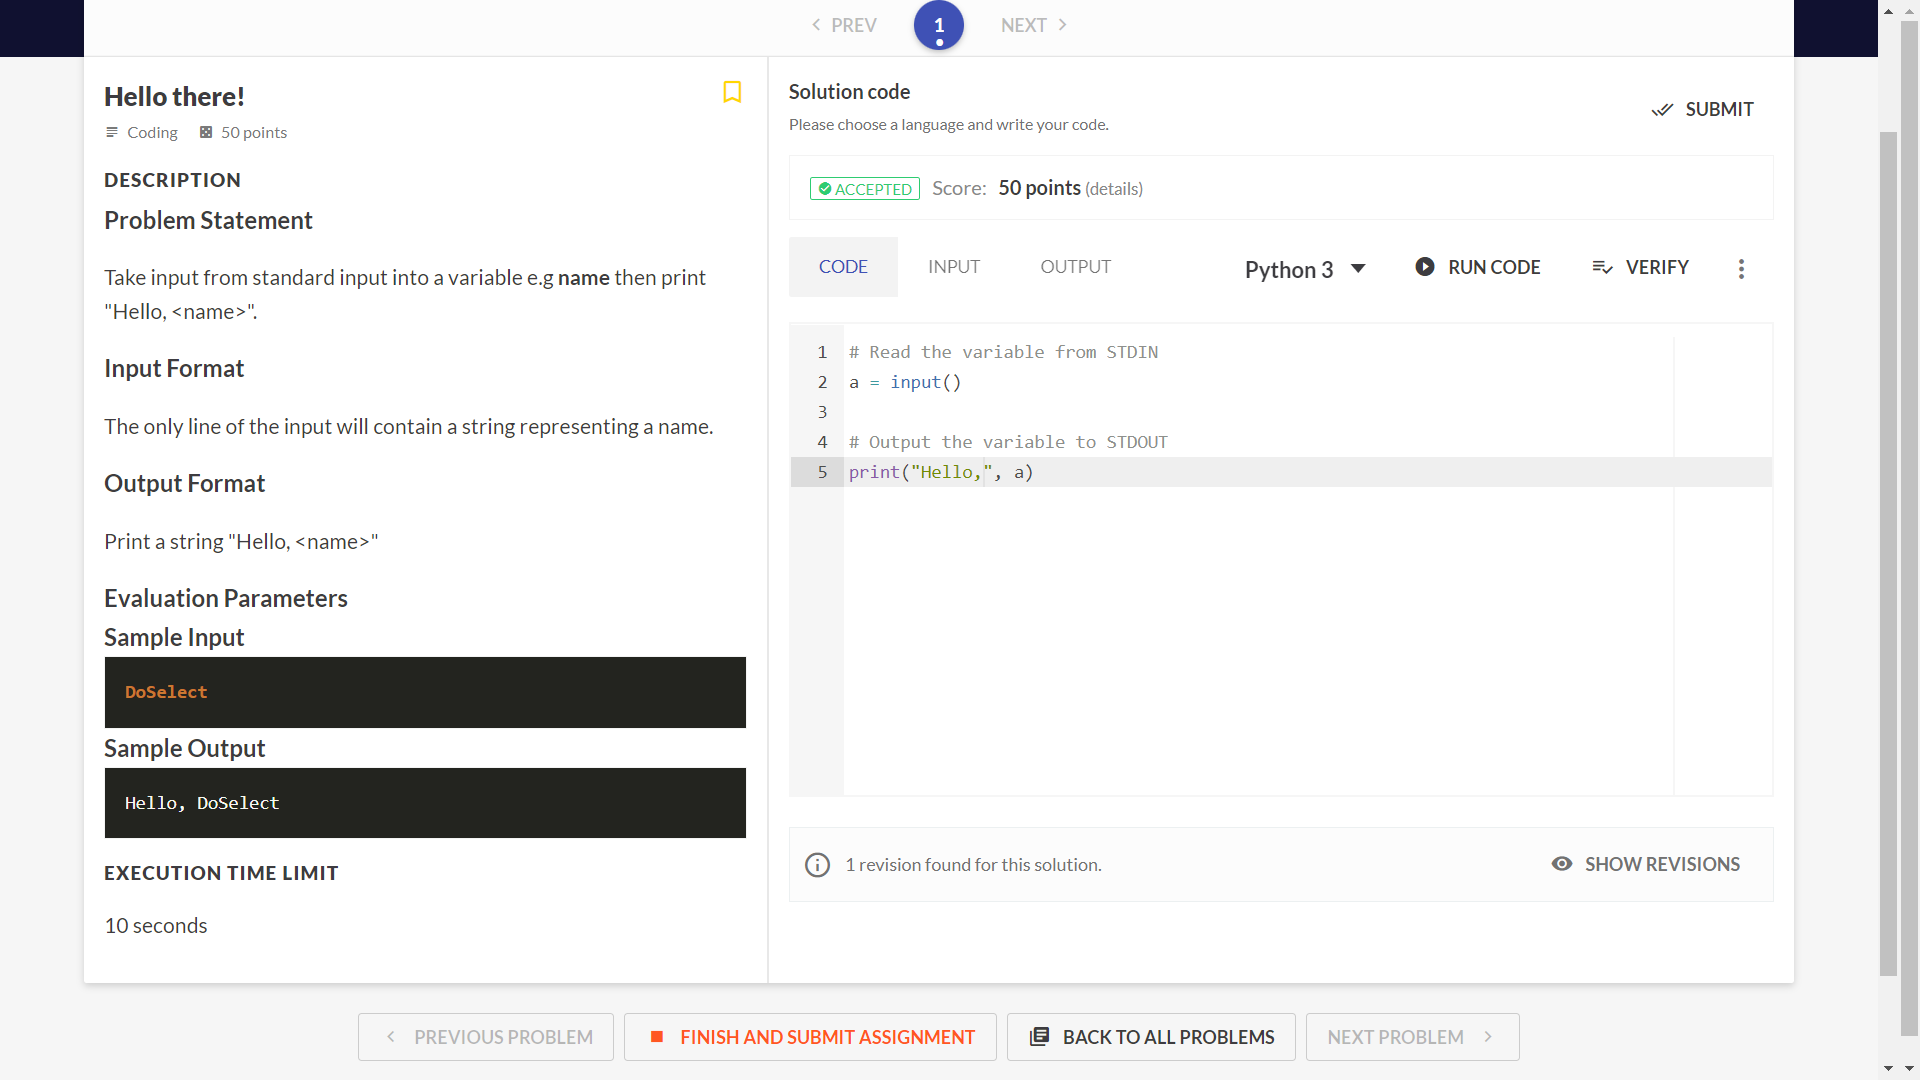 PREV
1
NEXT
Hello there!
Coding
50 points
DESCRIPTION
Problem Statement
Take input from standard input into a variable e.g name then print
"Hello, <name>".
Input Format
The only line of the input will contain a string representing a name.
Output Format
Print a string "Hello, <name>"
Evaluation Parameters
Sample Input
DoSelect
Sample Output
Hello, DoSelect
EXECUTION TIME LIMIT
10 seconds
Solution code
Please choose a language and write your code.
SUBMIT
ACCEPTED Score: 50 points (details)
CODE
INPUT
OUTPUT
Python 3
RUN CODE
VERIFY
1 # Read the variable from STDIN
2 a = input()
3
4 # Output the variable to STDOUT
5 print("Hello,", a)
1 revision found for this solution.
SHOW REVISIONS
PREVIOUS PROBLEM
FINISH AND SUBMIT ASSIGNMENT
BACK TO ALL PROBLEMS
NEXT PROBLEM